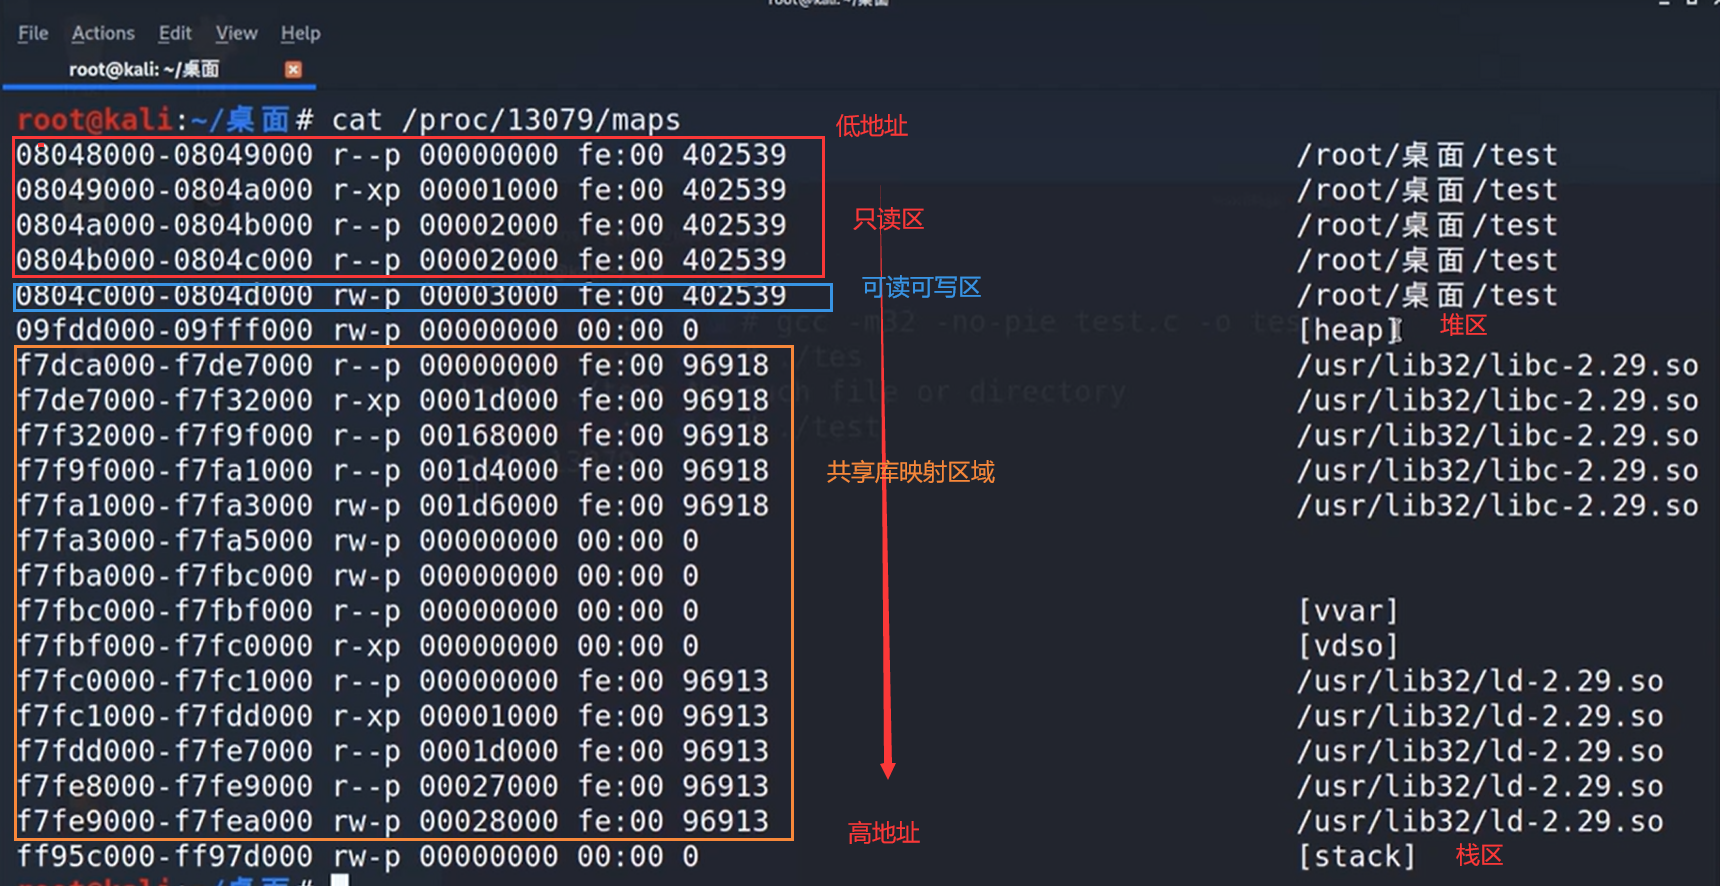 File Actions Edit View Help
root@kali: ~/桌面
root@kali:~/桌面# cat /proc/13079/maps
低地址
08048000-08049000 r--p 00000000 fe:00 402539 /root/桌面/test
08049000-0804a000 r-xp 00001000 fe:00 402539 /root/桌面/test
只读区
0804a000-0804b000 r--p 00002000 fe:00 402539 /root/桌面/test
0804b000-0804c000 r--p 00002000 fe:00 402539 /root/桌面/test
可读可写区
0804c000-0804d000 rw-p 00003000 fe:00 402539 /root/桌面/test
09fdd000-09fff000 rw-p 00000000 00:00 0 [heap] 堆区
f7dca000-f7de7000 r--p 00000000 fe:00 96918 /usr/lib32/libc-2.29.so
f7de7000-f7f32000 r-xp 0001d000 fe:00 96918 /usr/lib32/libc-2.29.so
f7f32000-f7f9f000 r--p 00168000 fe:00 96918 /usr/lib32/libc-2.29.so
f7f9f000-f7fa1000 r--p 001d4000 fe:00 96918 /usr/lib32/libc-2.29.so
共享库映射区域
f7fa1000-f7fa3000 rw-p 001d6000 fe:00 96918 /usr/lib32/libc-2.29.so
f7fa3000-f7fa5000 rw-p 00000000 00:00 0
f7fba000-f7fbc000 rw-p 00000000 00:00 0
f7fbc000-f7fbf000 r--p 00000000 00:00 0 [vvar]
f7fbf000-f7fc0000 r-xp 00000000 00:00 0 [vdso]
f7fc0000-f7fc1000 r--p 00000000 fe:00 96913 /usr/lib32/ld-2.29.so
f7fc1000-f7fdd000 r-xp 00001000 fe:00 96913 /usr/lib32/ld-2.29.so
f7fdd000-f7fe7000 r--p 0001d000 fe:00 96913 /usr/lib32/ld-2.29.so
f7fe8000-f7fe9000 r--p 00027000 fe:00 96913 /usr/lib32/ld-2.29.so
f7fe9000-f7fea000 rw-p 00028000 fe:00 96913 /usr/lib32/ld-2.29.so
高地址
ff95c000-ff97d000 rw-p 00000000 00:00 0 [stack] 栈区